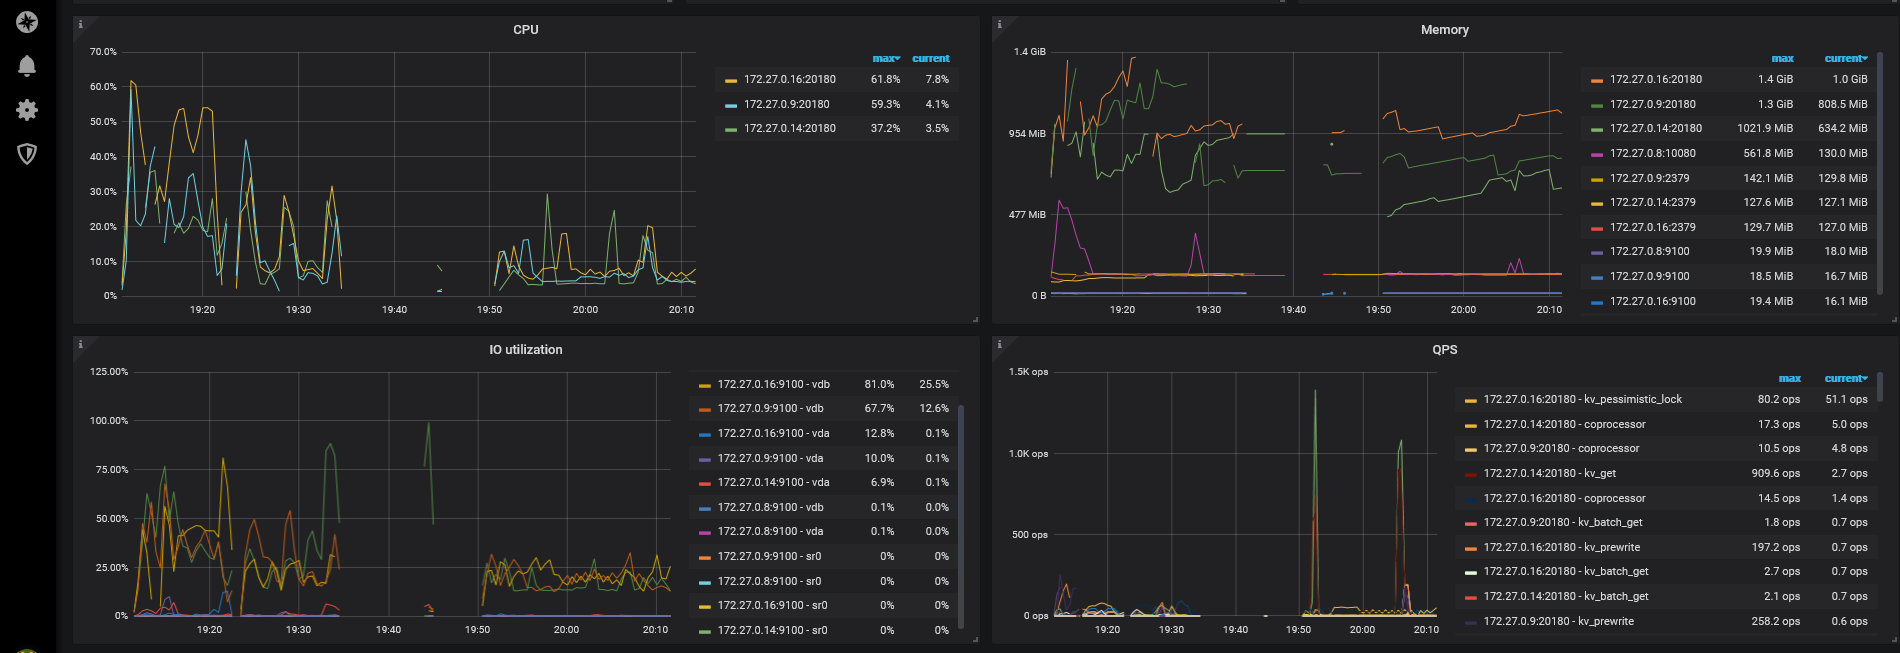 CPU
70.0%
60.0%
50.0%
40.0%
30.0%
20.0%
10.0%
0%
19:20 19:30 19:40 19:50 20:00 20:10
max current
172.27.0.16:20180 61.8% 7.8%
172.27.0.9:20180 59.3% 4.1%
172.27.0.14:20180 37.2% 3.5%
Memory
1.4 GiB
954 MiB
477 MiB
0 B
19:20 19:30 19:40 19:50 20:00 20:10
max current
172.27.0.16:20180 1.4 GiB 1.0 GiB
172.27.0.9:20180 1.3 GiB 808.5 MiB
172.27.0.14:20180 1021.9 MiB 634.2 MiB
172.27.0.8:10080 561.8 MiB 130.0 MiB
172.27.0.9:2379 142.1 MiB 129.8 MiB
172.27.0.14:2379 127.6 MiB 127.1 MiB
172.27.0.16:2379 129.7 MiB 127.0 MiB
172.27.0.8:9100 19.9 MiB 18.0 MiB
172.27.0.9:9100 18.5 MiB 16.7 MiB
172.27.0.16:9100 19.4 MiB 16.1 MiB
IO utilization
125.00%
100.00%
75.00%
50.00%
25.00%
0%
19:20 19:30 19:40 19:50 20:00 20:10
172.27.0.16:9100 - vdb 81.0% 25.5%
172.27.0.9:9100 - vdb 67.7% 12.6%
172.27.0.16:9100 - vda 12.8% 0.1%
172.27.0.9:9100 - vda 10.0% 0.1%
172.27.0.14:9100 - vda 6.9% 0.1%
172.27.0.8:9100 - vdb 0.1% 0.0%
172.27.0.8:9100 - vda 0.1% 0.0%
172.27.0.9:9100 - sr0 0% 0%
172.27.0.8:9100 - sr0 0% 0%
172.27.0.16:9100 - sr0 0% 0%
172.27.0.14:9100 - sr0 0% 0%
QPS
1.5K ops
1.0K ops
500 ops
0 ops
19:20 19:30 19:40 19:50 20:00 20:10
max current
172.27.0.16:20180 - kv_pessimistic_lock 80.2 ops 51.1 ops
172.27.0.14:20180 - coprocessor 17.3 ops 5.0 ops
172.27.0.9:20180 - coprocessor 10.5 ops 4.8 ops
172.27.0.14:20180 - kv_get 909.6 ops 2.7 ops
172.27.0.16:20180 - coprocessor 14.5 ops 1.4 ops
172.27.0.9:20180 - kv_batch_get 1.8 ops 0.7 ops
172.27.0.16:20180 - kv_prewrite 197.2 ops 0.7 ops
172.27.0.16:20180 - kv_batch_get 2.7 ops 0.7 ops
172.27.0.14:20180 - kv_batch_get 2.1 ops 0.7 ops
172.27.0.9:20180 - kv_prewrite 258.2 ops 0.6 ops